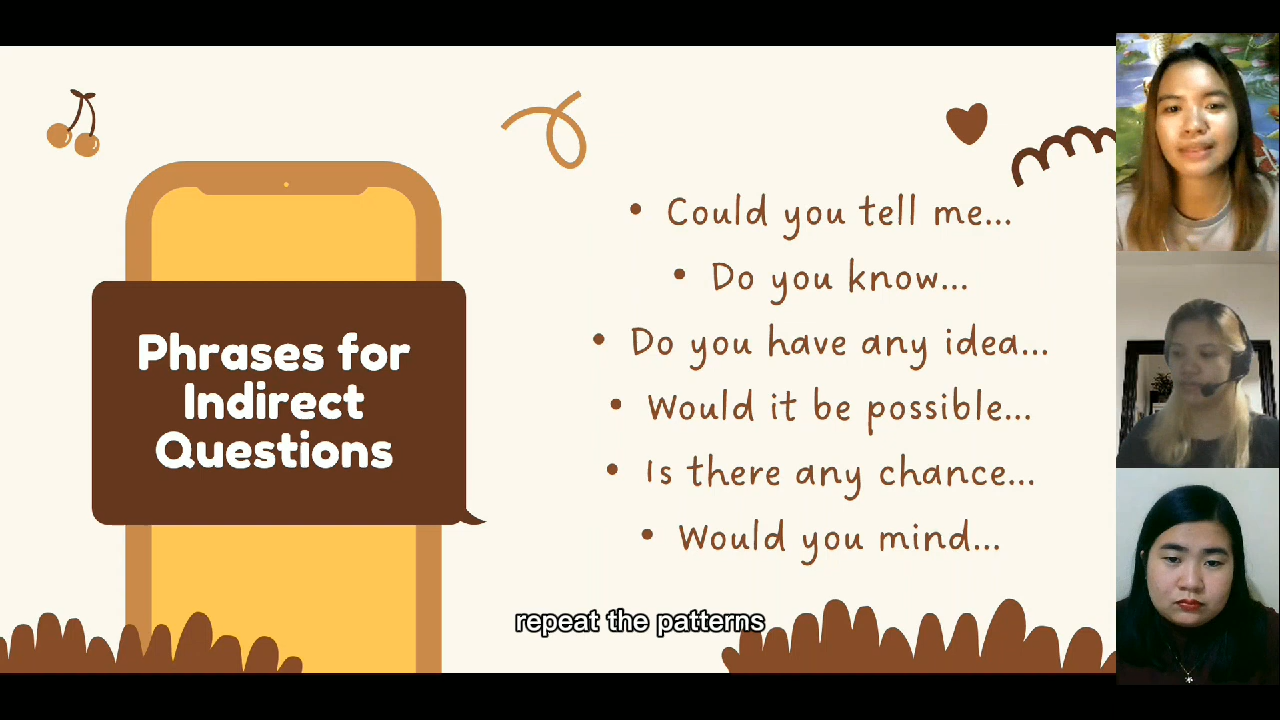 Phrases for
Indirect
Questions
• Could you tell me...
• Do you know...
• Do you have any idea...
• Would it be possible...
• Is there any chance...
• Would you mind...
repeat the patterns